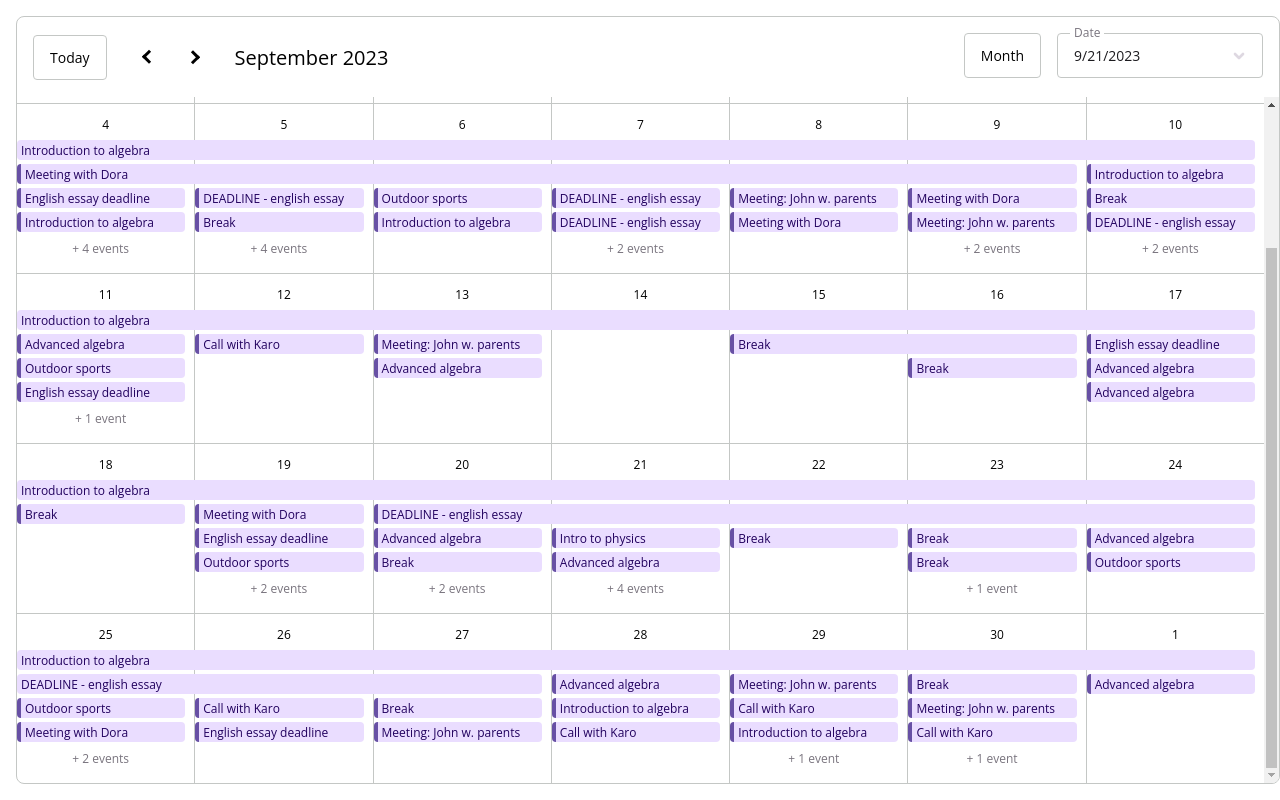 Today
September 2023
Month
Date
9/21/2023
4 5 6 7 8 9 10
Introduction to algebra
Meeting with Dora Introduction to algebra
English essay deadline DEADLINE - english essay Outdoor sports DEADLINE - english essay Meeting: John w. parents Meeting with Dora Break
Introduction to algebra Break Introduction to algebra DEADLINE - english essay Meeting with Dora Meeting: John w. parents DEADLINE - english essay
+ 4 events + 4 events + 2 events + 2 events + 2 events
11 12 13 14 15 16 17
Introduction to algebra
Advanced algebra Call with Karo Meeting: John w. parents Break English essay deadline
Outdoor sports Advanced algebra Break Advanced algebra
English essay deadline Advanced algebra
+ 1 event
18 19 20 21 22 23 24
Introduction to algebra
Break Meeting with Dora DEADLINE - english essay
English essay deadline Advanced algebra Intro to physics Break Break Advanced algebra
Outdoor sports Break Advanced algebra Break Outdoor sports
+ 2 events + 2 events + 4 events + 1 event
25 26 27 28 29 30 1
Introduction to algebra
DEADLINE - english essay Advanced algebra Meeting: John w. parents Break Advanced algebra
Outdoor sports Call with Karo Break Introduction to algebra Call with Karo Meeting: John w. parents
Meeting with Dora English essay deadline Meeting: John w. parents Call with Karo Introduction to algebra Call with Karo
+ 2 events + 1 event + 1 event